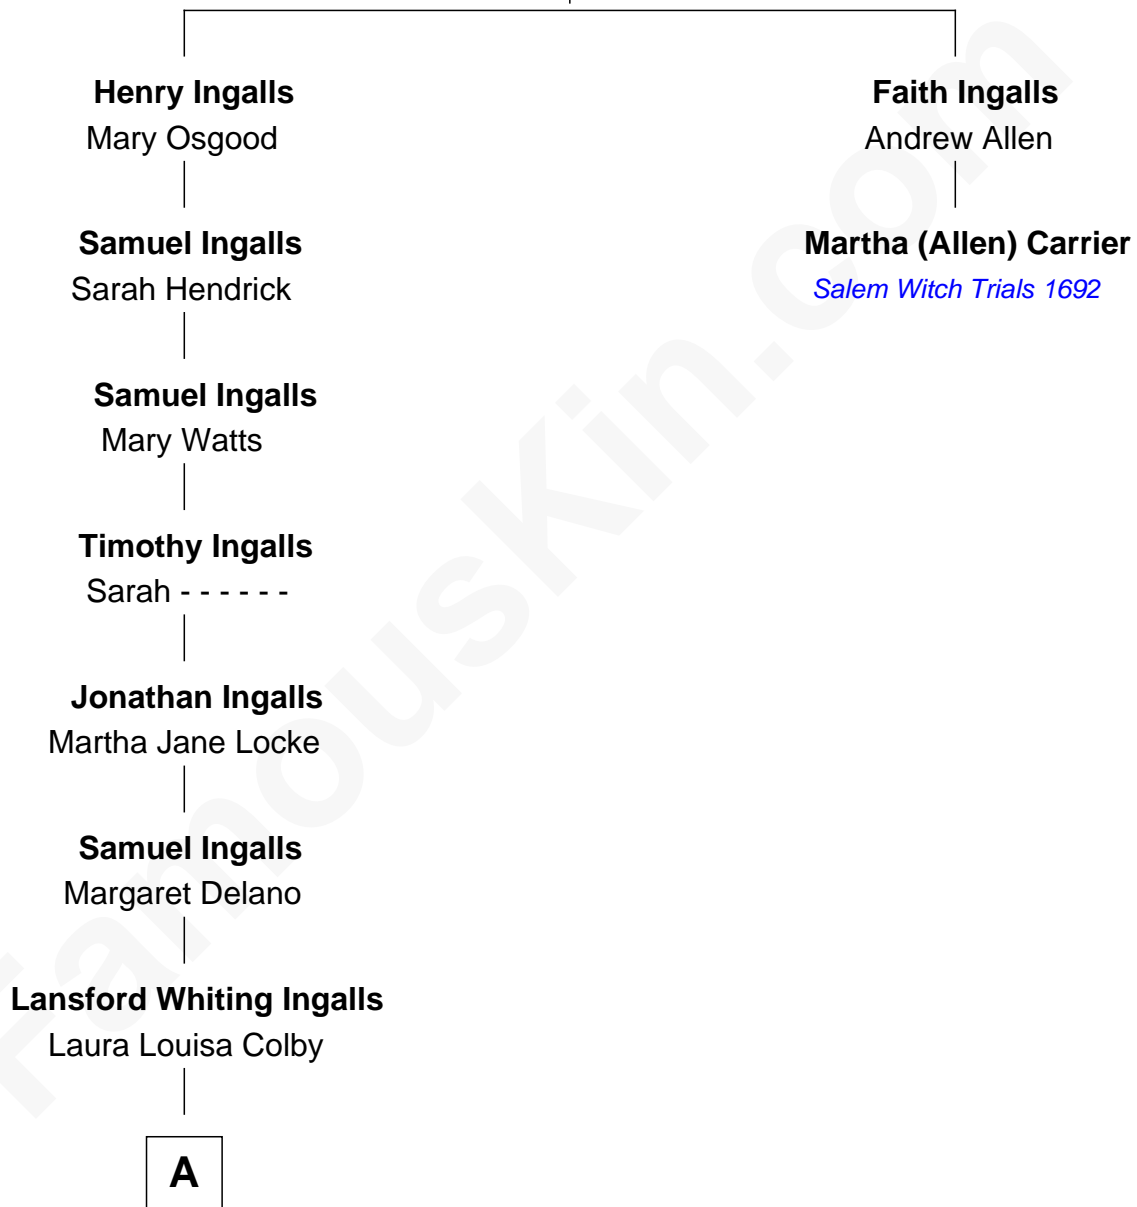 Henry Ingalls
Mary Osgood
Faith Ingalls
Andrew Allen
Samuel Ingalls
Sarah Hendrick
Martha (Allen) Carrier
Salem Witch Trials 1692
Samuel Ingalls
Mary Watts
Timothy Ingalls
Sarah - - - - - -
Jonathan Ingalls
Martha Jane Locke
Samuel Ingalls
Margaret Delano
Lansford Whiting Ingalls
Laura Louisa Colby
A
FamousKin.com